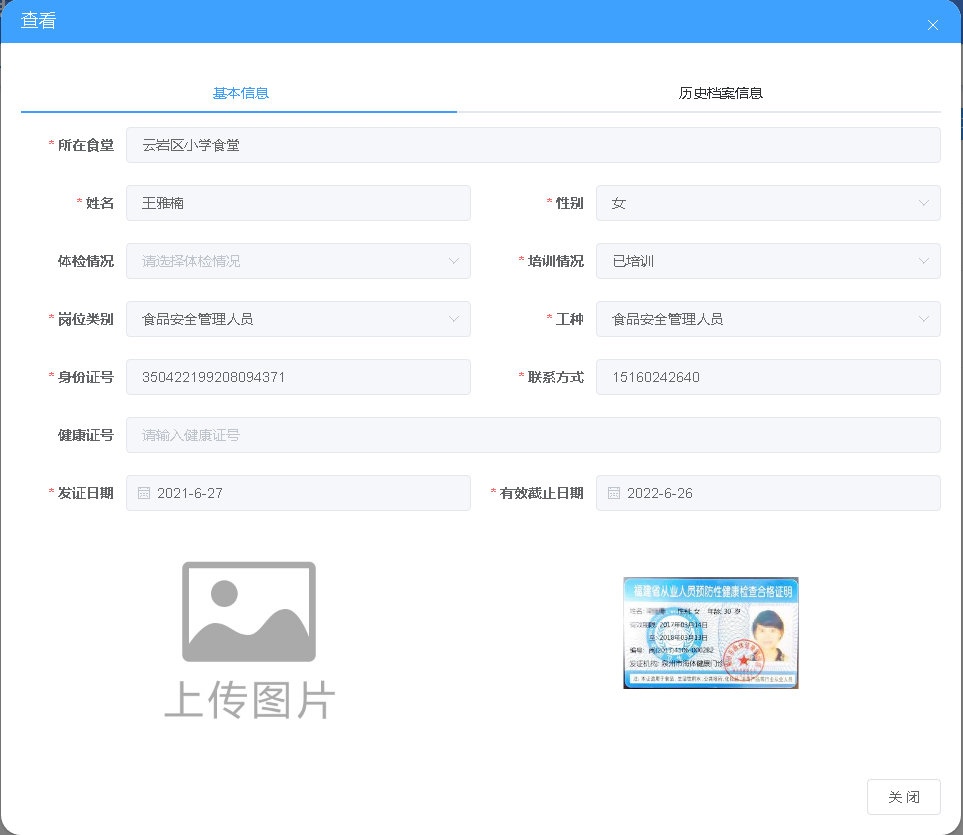 查看
基本信息 历史档案信息
* 所在食堂 云岩区小学食堂
* 姓名 王雅楠 * 性别 女
体检情况 请选择体检情况 * 培训情况 已培训
* 岗位类别 食品安全管理人员 * 工种 食品安全管理人员
* 身份证号 350422199208094371 * 联系方式 15160242640
健康证号 请输入健康证号
* 发证日期 2021-6-27 * 有效截止日期 2022-6-26
福建省从业人员预防性健康检查合格证明
姓名: 性别: 女 年龄: 30 岁
有效期限: 2017年03月14日
至: 2018年03月13日
编号:
发证机构:
上传图片
关闭